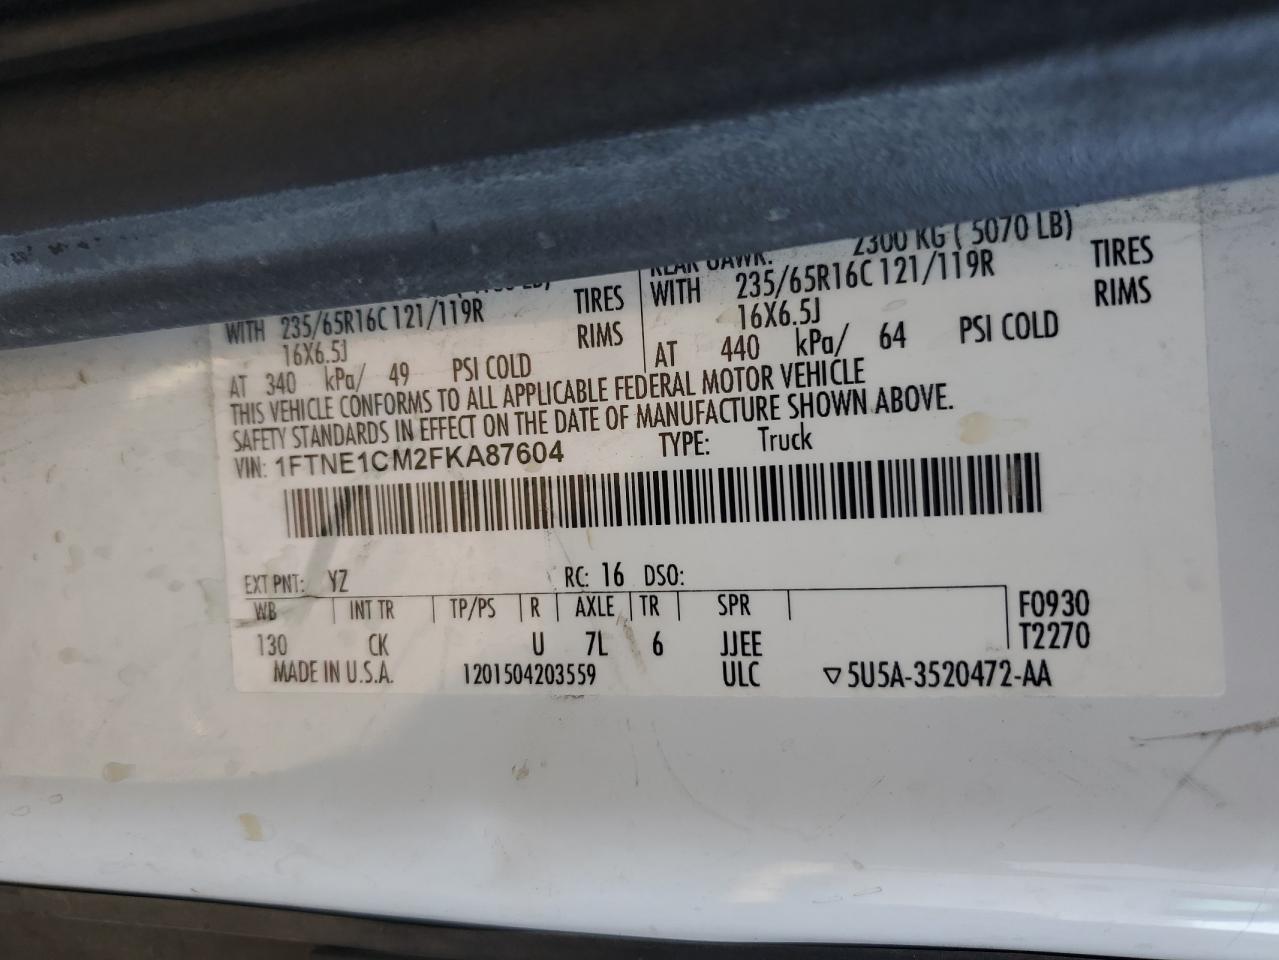 2300 KG ( 5070 LB)
WITH 235/65R16C 121/119R TIRES
16X6.5J RIMS
AT 340 kPa/ 49 PSI COLD
WITH 235/65R16C 121/119R TIRES
16X6.5J RIMS
AT 440 kPa/ 64 PSI COLD
THIS VEHICLE CONFORMS TO ALL APPLICABLE FEDERAL MOTOR VEHICLE
SAFETY STANDARDS IN EFFECT ON THE DATE OF MANUFACTURE SHOWN ABOVE.
VIN: 1FTNE1CM2FKA87604 TYPE: Truck
EXT PNT: YZ RC: 16 DSO:
WB INT TR TP/PS R AXLE TR SPR F0930
130 CK U 7L 6 JJEE T2270
MADE IN U.S.A. 1201504203559 ULC ▽5U5A-3520472-AA